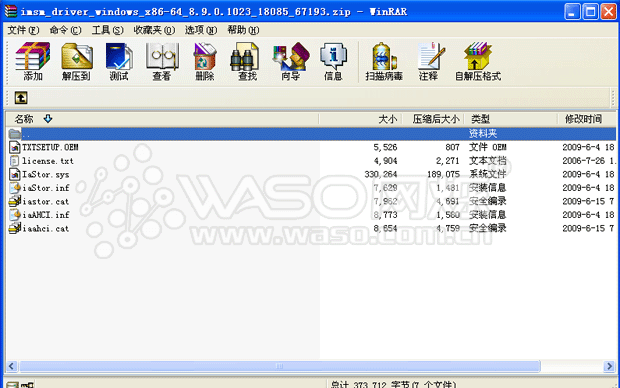 imsm_driver_windows_x86-64_8.9.0.1023_18085_67193.zip - WinRAR
文件(F) 命令(C) 工具(S) 收藏夹(O) 选项(N) 帮助(H)
添加 解压到 测试 查看 删除 查找 向导 信息 扫描病毒 注释 自解压格式
名称 大小 压缩后大小 类型 修改时间
.. 资料夹
TXTSETUP.OEM 5,526 807 文件 OEM 2009-6-4 18
license.txt 4,904 2,271 文本文档 2006-7-26 1.
IaStor.sys 330,264 189,075 系统文件 2009-6-4 18
iaStor.inf 7,629 1,481 安装信息 2009-6-4 18
iastor.cat 7,962 4,691 安全编录 2009-6-15 7
iaAHCI.inf 8,773 1,560 安装信息 2009-6-4 18
iaahci.cat 8,654 4,759 安全编录 2009-6-15 7
WASO网
www.waso.com.cn
总计 373,712 字节(7 个文件)